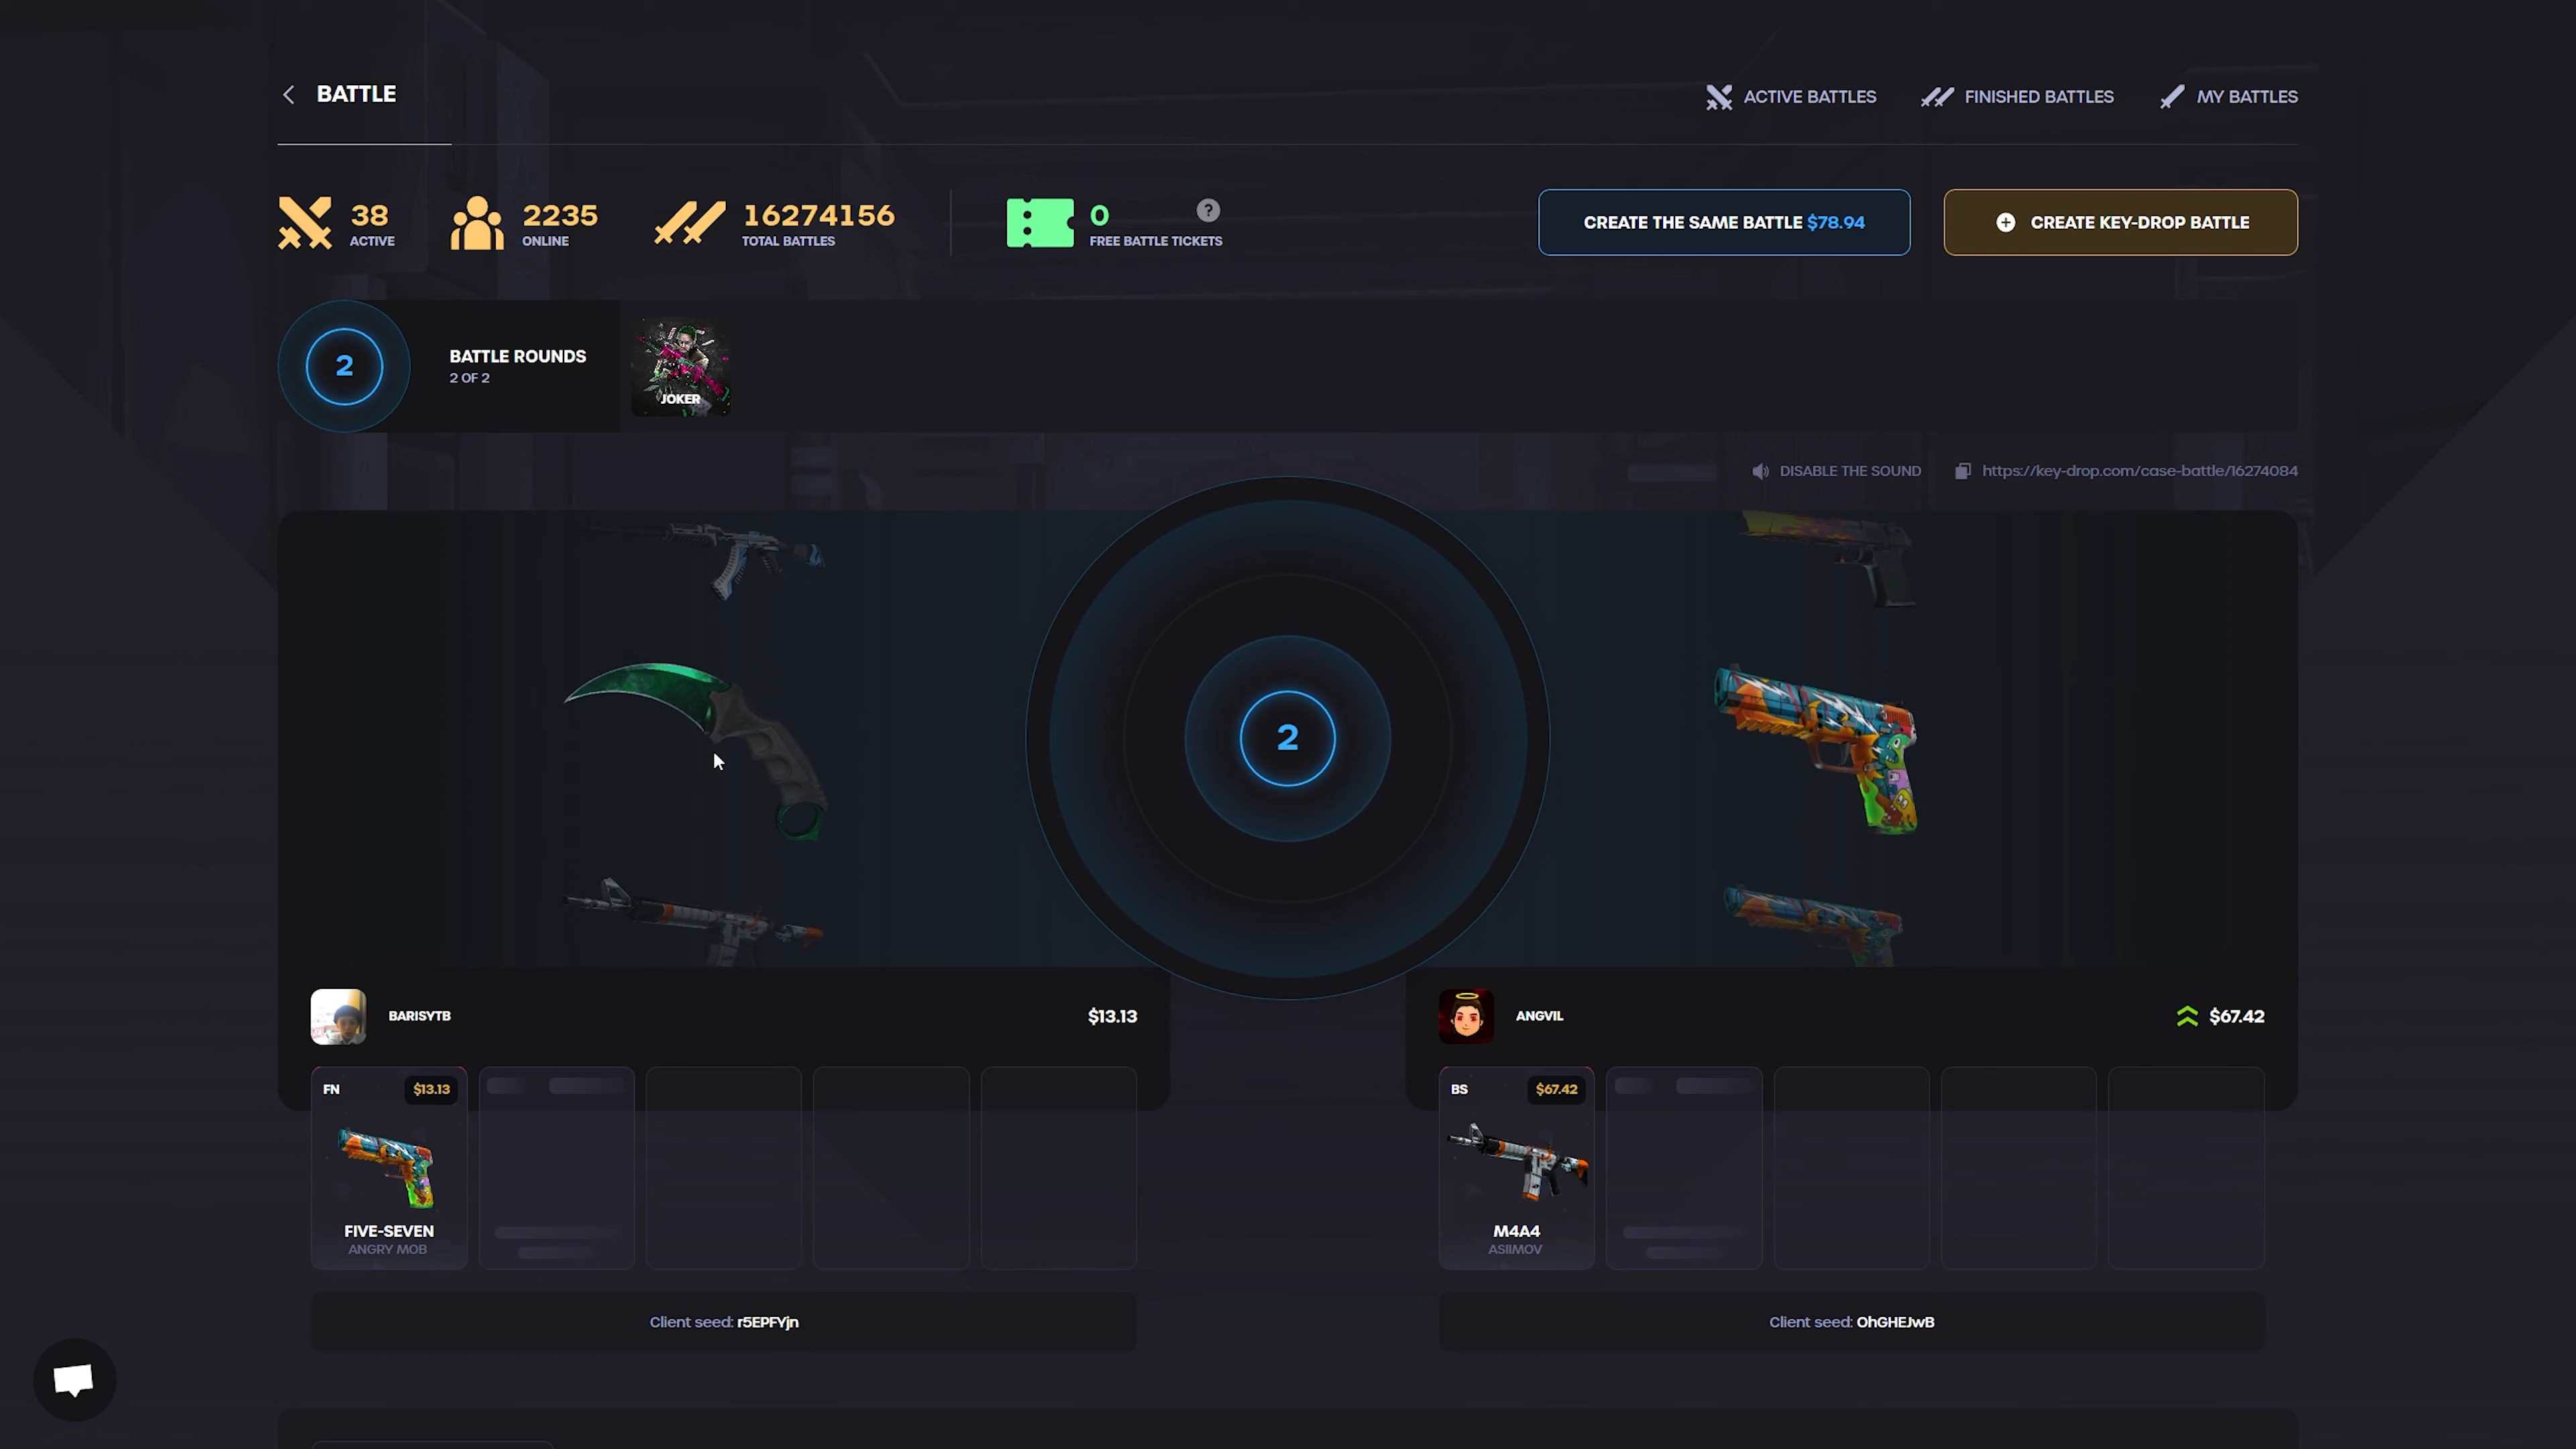 BATTLE
ACTIVE BATTLES
FINISHED BATTLES
MY BATTLES
38
ACTIVE
2235
ONLINE
16274156
TOTAL BATTLES
0
?
FREE BATTLE TICKETS
CREATE THE SAME BATTLE $78.94
CREATE KEY-DROP BATTLE
2
BATTLE ROUNDS
2 OF 2
JOKER
DISABLE THE SOUND
https://key-drop.com/case-battle/16274084
2
BARISYTB
$13.13
ANGVIL
$67.42
FN
$13.13
FIVE-SEVEN
ANGRY MOB
BS
$67.42
M4A4
ASIIMOV
Client seed: r5EPFYjn
Client seed: OhGHEJwB